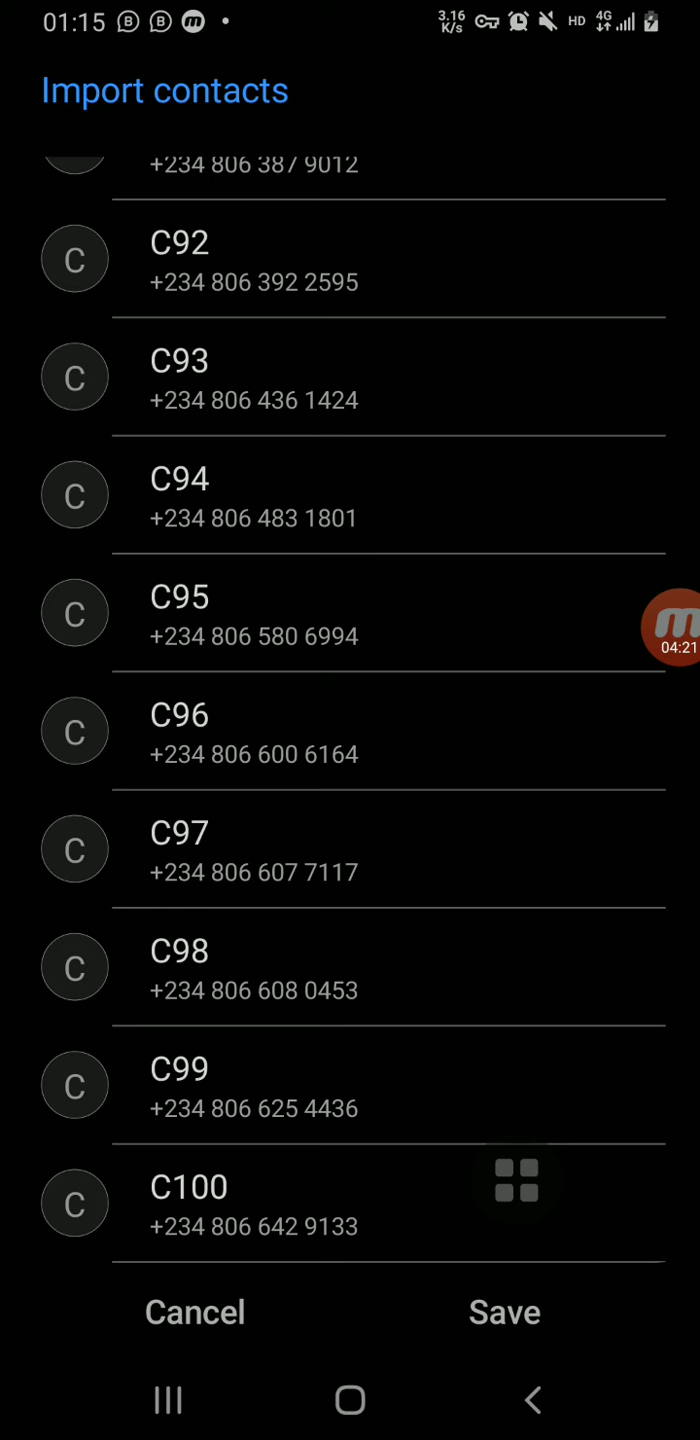 01:15
3.16
K/s
HD
4G
Import contacts
+234 806 387 9012
C
C92
+234 806 392 2595
C
C93
+234 806 436 1424
C
C94
+234 806 483 1801
C
C95
+234 806 580 6994
m
04:21
C
C96
+234 806 600 6164
C
C97
+234 806 607 7117
C
C98
+234 806 608 0453
C
C99
+234 806 625 4436
C
C100
+234 806 642 9133
Cancel
Save